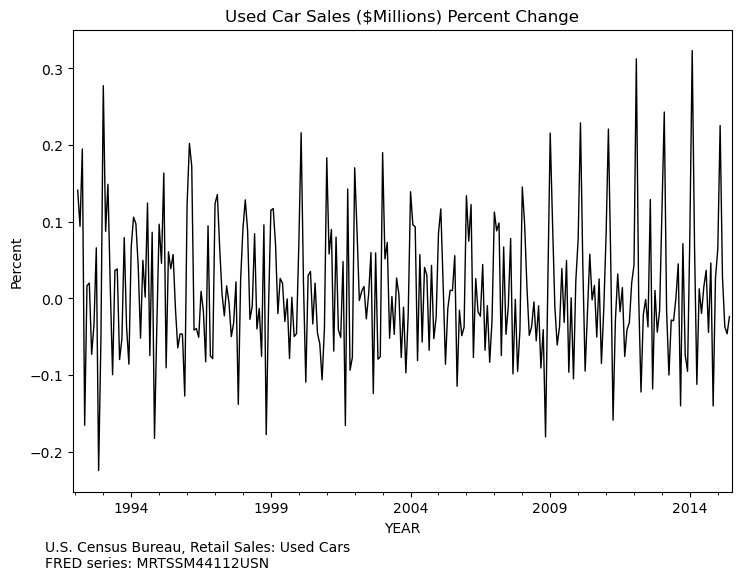 Used Car Sales ($Millions) Percent Change
0.3
0.2
0.1
0.0
−0.1
−0.2
Percent
1994 1999 2004 2009 2014
YEAR
U.S. Census Bureau, Retail Sales: Used Cars
FRED series: MRTSSM44112USN